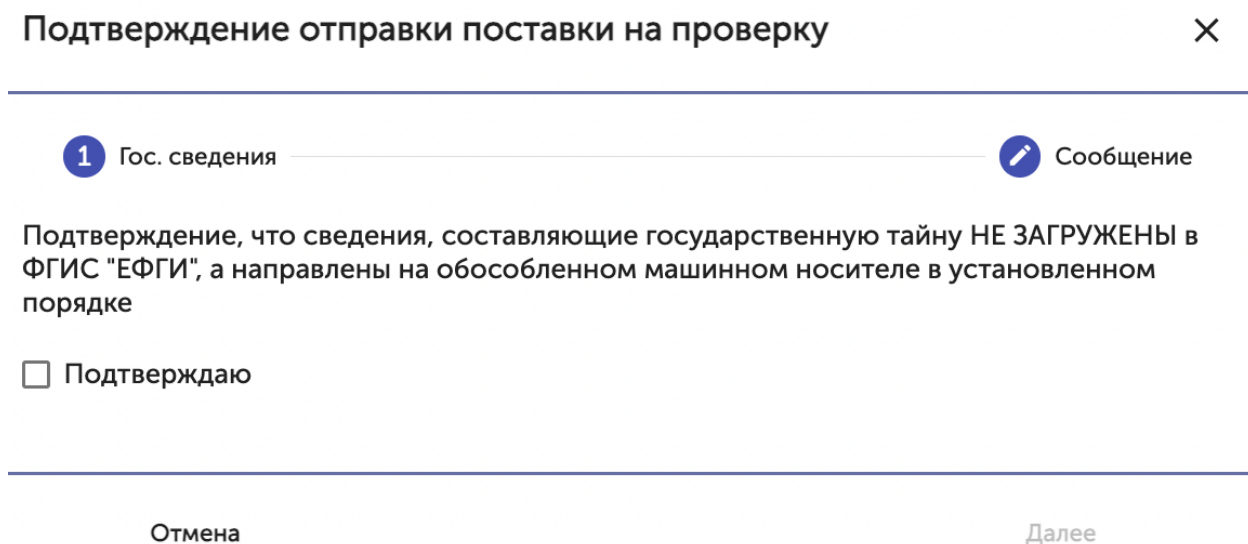 Подтверждение отправки поставки на проверку
1 Гос. сведения Сообщение
Подтверждение, что сведения, составляющие государственную тайну НЕ ЗАГРУЖЕНЫ в
ФГИС "ЕФГИ", а направлены на обособленном машинном носителе в установленном
порядке
Подтверждаю
Отмена Далее